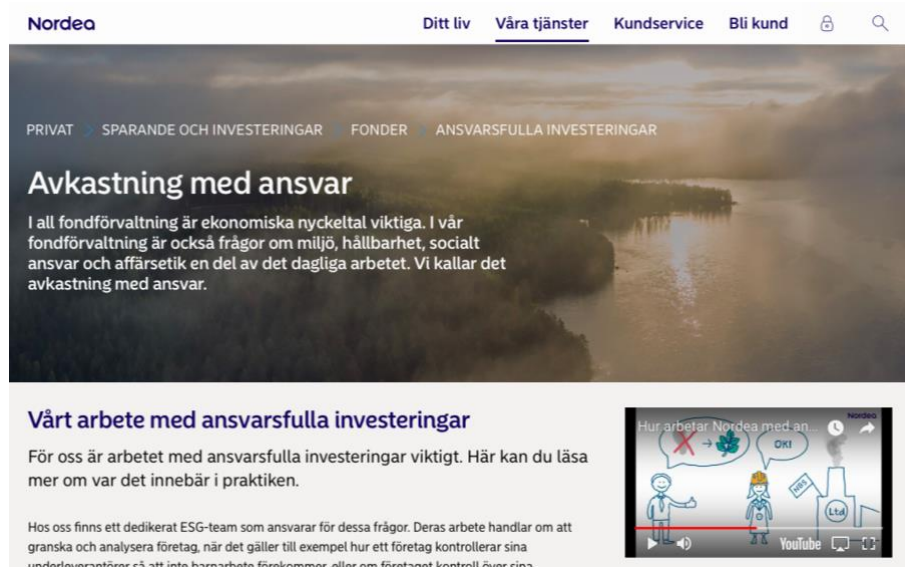 Nordea
Ditt liv Våra tjänster Kundservice Bli kund
PRIVAT > SPARANDE OCH INVESTERINGAR > FONDER > ANSVARSFULLA INVESTERINGAR
Avkastning med ansvar
I all fondförvaltning är ekonomiska nyckeltal viktiga. I vår
fondförvaltning är också frågor om miljö, hållbarhet, socialt
ansvar och affärsetik en del av det dagliga arbetet. Vi kallar det
avkastning med ansvar.
Vårt arbete med ansvarsfulla investeringar
För oss är arbetet med ansvarsfulla investeringar viktigt. Här kan du läsa
mer om var det innebär i praktiken.
Hos oss finns ett dedikerat ESG-team som ansvarar för dessa frågor. Deras arbete handlar om att
granska och analysera företag, när det gäller till exempel hur ett företag kontrollerar sina
underleverantörer så att inte barnarbete förekommer, eller om företaget kontroll över sina
Nordea
Hur arbetar Nordea med an...
OK!
NBS
Ltd
YouTube